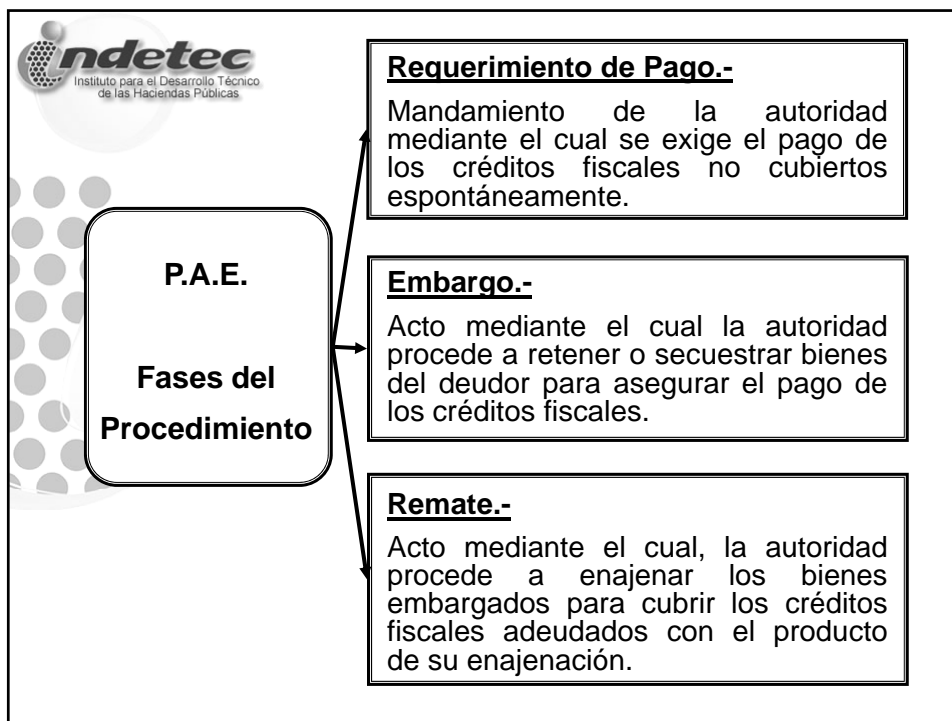 indetec
Instituto para el Desarrollo Técnico
de las Haciendas Públicas
P.A.E.
Fases del
Procedimiento
Requerimiento de Pago.-
Mandamiento de la autoridad
mediante el cual se exige el pago de
los créditos fiscales no cubiertos
espontáneamente.
Embargo.-
Acto mediante el cual la autoridad
procede a retener o secuestrar bienes
del deudor para asegurar el pago de
los créditos fiscales.
Remate.-
Acto mediante el cual, la autoridad
procede a enajenar los bienes
embargados para cubrir los créditos
fiscales adeudados con el producto
de su enajenación.